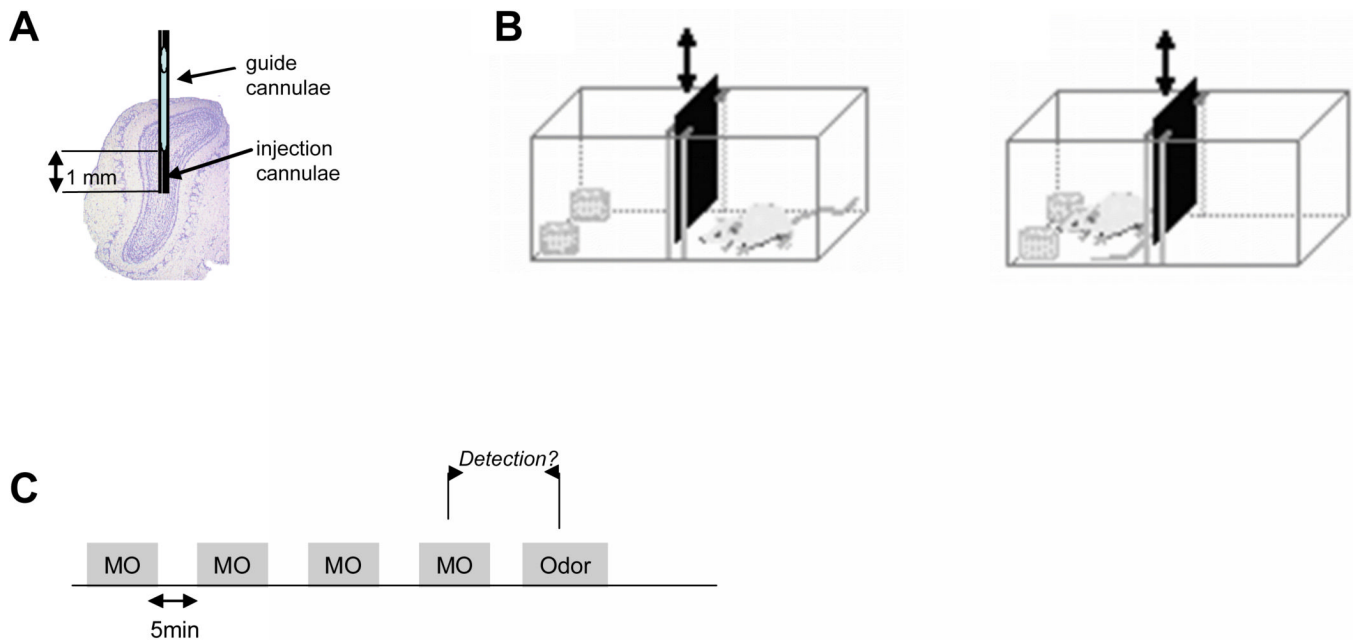 A
guide
cannulae
injection
cannulae
1 mm
B
C
Detection?
MO
MO
MO
MO
Odor
5min